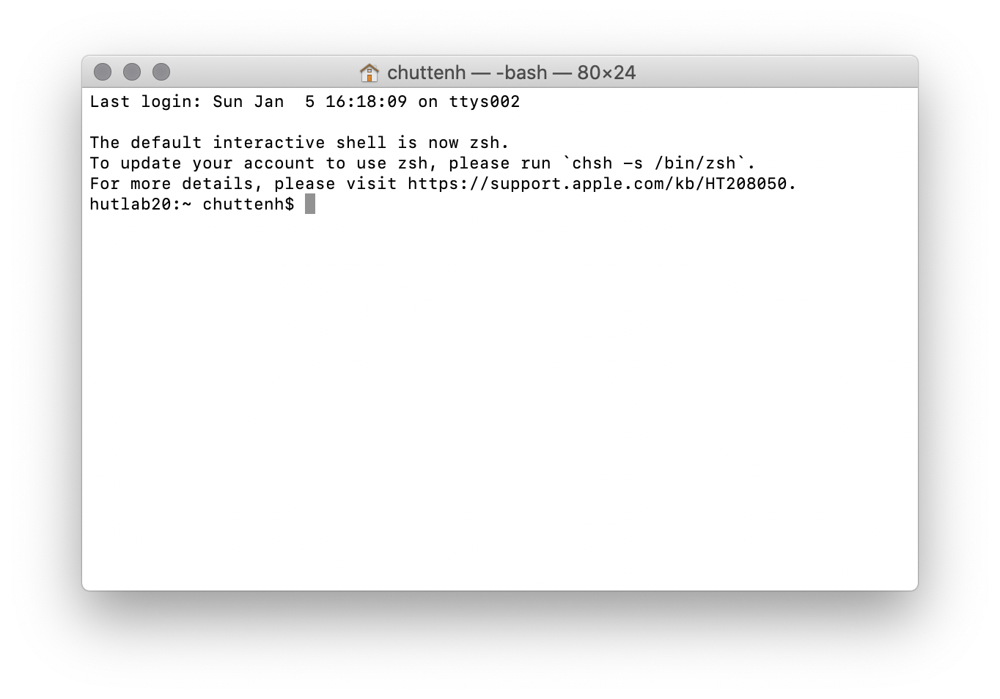 chuttenh — -bash — 80×24
Last login: Sun Jan  5 16:18:09 on ttys002
The default interactive shell is now zsh.
To update your account to use zsh, please run `chsh -s /bin/zsh`.
For more details, please visit https://support.apple.com/kb/HT208050.
hutlab20:~ chuttenh$